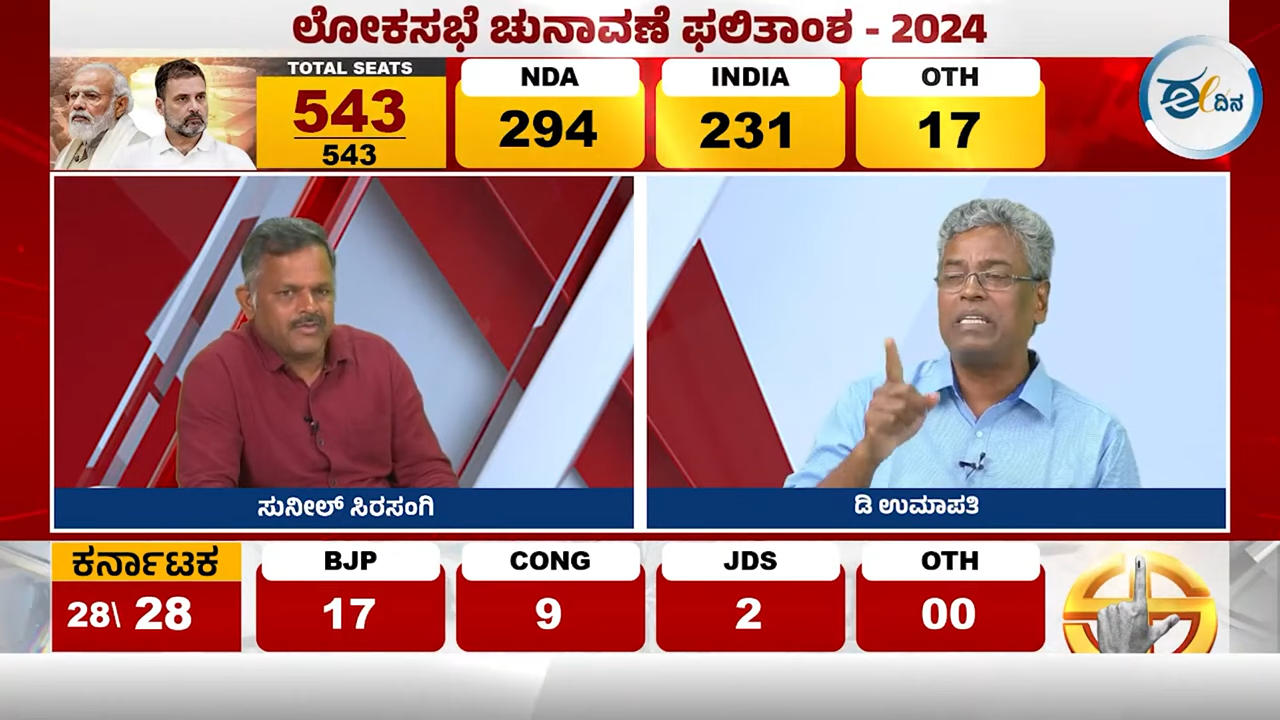 ಲೋಕಸಭೆ ಚುನಾವಣೆ ಫಲಿತಾಂಶ - 2024
TOTAL SEATS
543
543
NDA
294
INDIA
231
OTH
17
eಲ ದಿನ
ಸುನೀಲ್ ಸಿರಸಂಗಿ
ಡಿ ಉಮಾಪತಿ
ಕರ್ನಾಟಕ
28\ 28
BJP
17
CONG
9
JDS
2
OTH
00